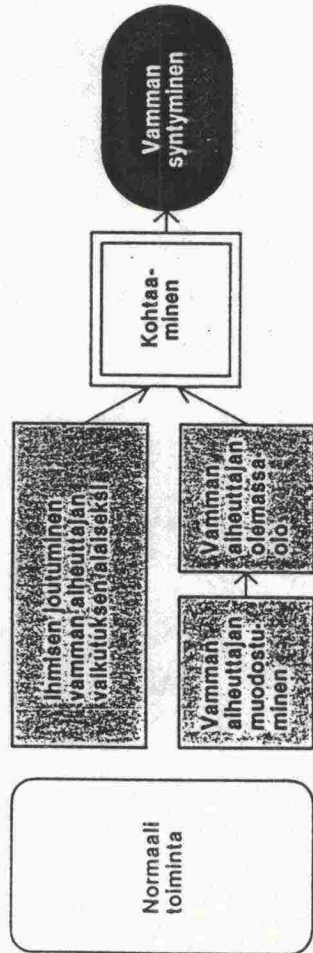 Normaali
toiminta
Ihmisen joutuminen
vamman aiheuttajan
vaikutuksen alaiseksi
Vamman
aiheuttajan
muodostu-
minen
Vamman
aiheuttajan
olemassa-
olo
Kohtaa-
minen
Vamman
syntyminen